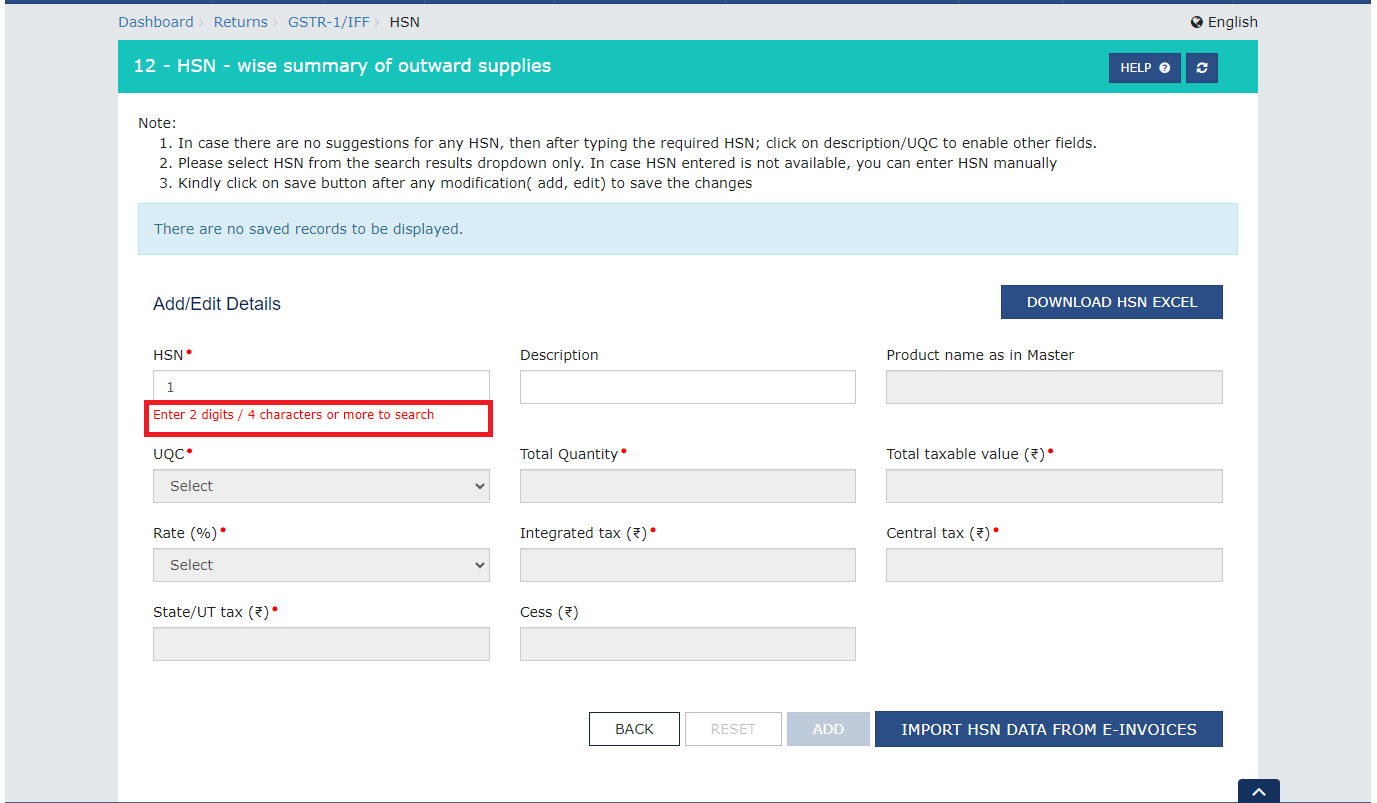 Dashboard > Returns > GSTR-1/IFF > HSN
English
12 - HSN - wise summary of outward supplies
HELP ?
Note:
1. In case there are no suggestions for any HSN, then after typing the required HSN; click on description/UQC to enable other fields.
2. Please select HSN from the search results dropdown only. In case HSN entered is not available, you can enter HSN manually
3. Kindly click on save button after any modification( add, edit) to save the changes
There are no saved records to be displayed.
Add/Edit Details
DOWNLOAD HSN EXCEL
HSN•
Description
Product name as in Master
1
Enter 2 digits / 4 characters or more to search
UQC•
Total Quantity•
Total taxable value (₹)•
Select
Rate (%)•
Integrated tax (₹)•
Central tax (₹)•
Select
State/UT tax (₹)•
Cess (₹)
BACK
RESET
ADD
IMPORT HSN DATA FROM E-INVOICES